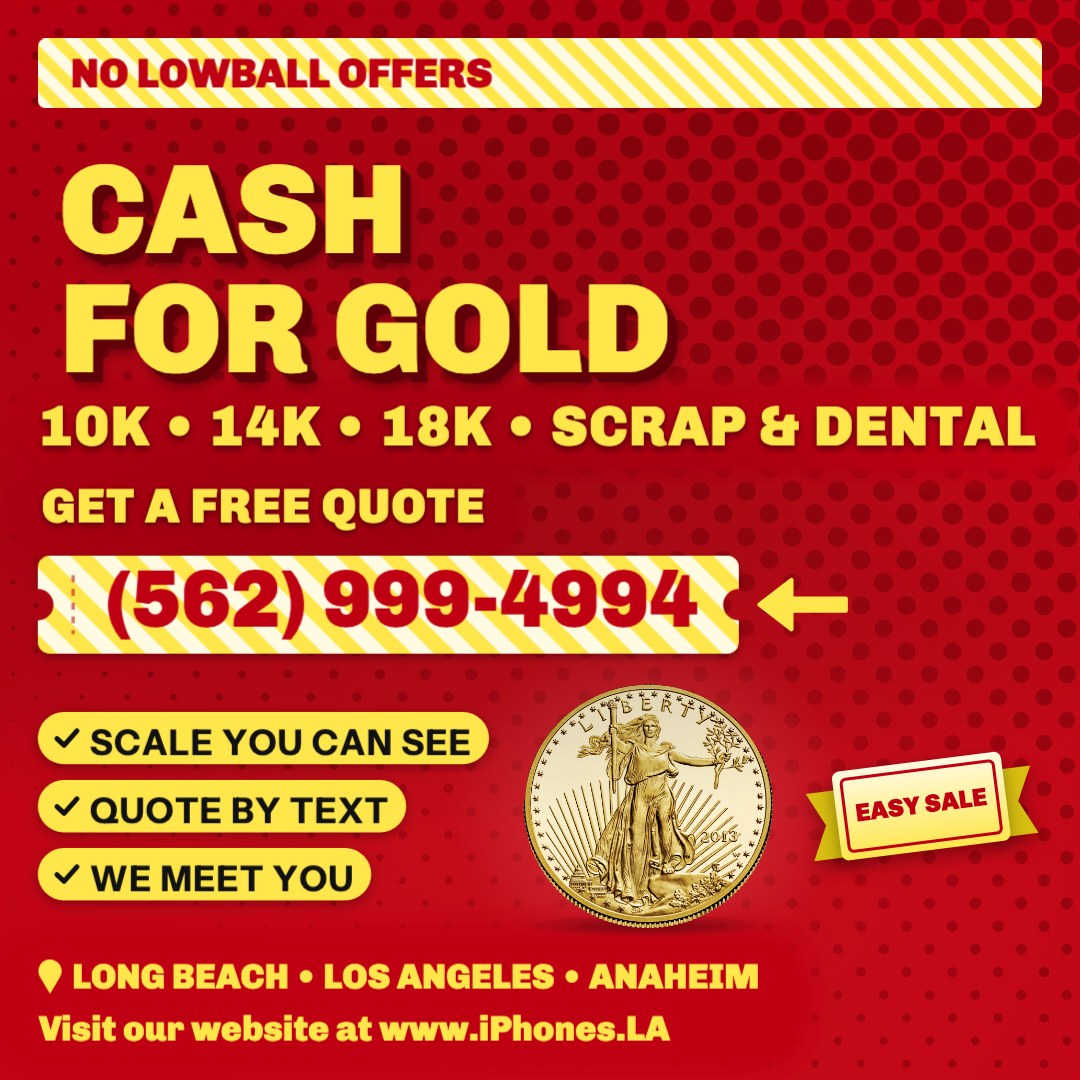 NO LOWBALL OFFERS
CASH
FOR GOLD
10K • 14K • 18K • SCRAP & DENTAL
GET A FREE QUOTE
(562) 999-4994
SCALE YOU CAN SEE
QUOTE BY TEXT
WE MEET YOU
LIBERTY
2013
W
EASY SALE
LONG BEACH • LOS ANGELES • ANAHEIM
Visit our website at www.iPhones.LA